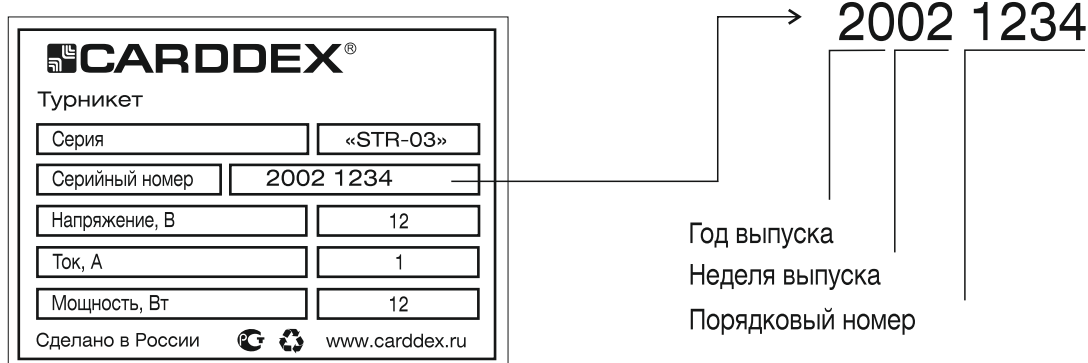 CARDDEX®
Турникет
Серия «STR-03»
Серийный номер 2002 1234
Напряжение, В 12
Ток, А 1
Мощность, Вт 12
Сделано в России РСТ www.carddex.ru
2002 1234
Год выпуска
Неделя выпуска
Порядковый номер